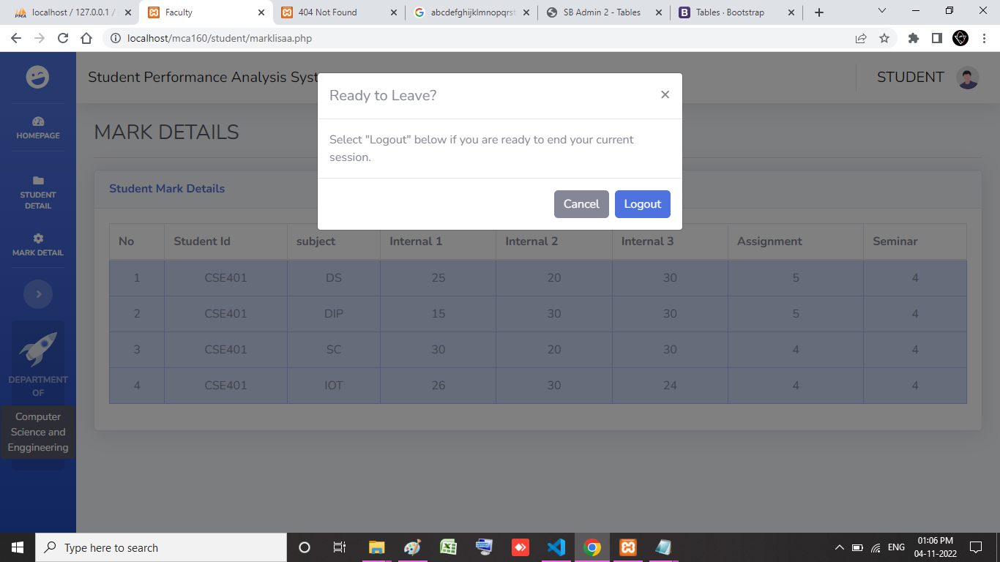 localhost / 127.0.0.1 /
Faculty
404 Not Found
abcdefghijklmnopqrst
SB Admin 2 - Tables
Tables · Bootstrap
localhost/mca160/student/marklisaa.php
Student Performance Analysis Syst
STUDENT
Ready to Leave?
×
Select "Logout" below if you are ready to end your current
session.
Cancel
Logout
HOMEPAGE
STUDENT
DETAIL
MARK DETAIL
DEPARTMENT
OF
Computer
Science and
Enggineering
MARK DETAILS
Student Mark Details
No Student Id subject Internal 1 Internal 2 Internal 3 Assignment Seminar
1 CSE401 DS 25 20 30 5 4
2 CSE401 DIP 15 30 30 5 4
3 CSE401 SC 30 20 30 4 4
4 CSE401 IOT 26 30 24 4 4
Type here to search
ENG
01:06 PM
04-11-2022